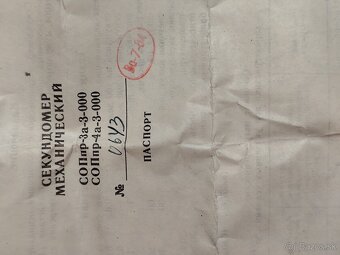 СЕКУНДОМЕР
МЕХАНИЧЕСКИЙ
СОПпр-3а-3-000
СОПпр-4а-3-000
№ 0643
ПАСПОРТ